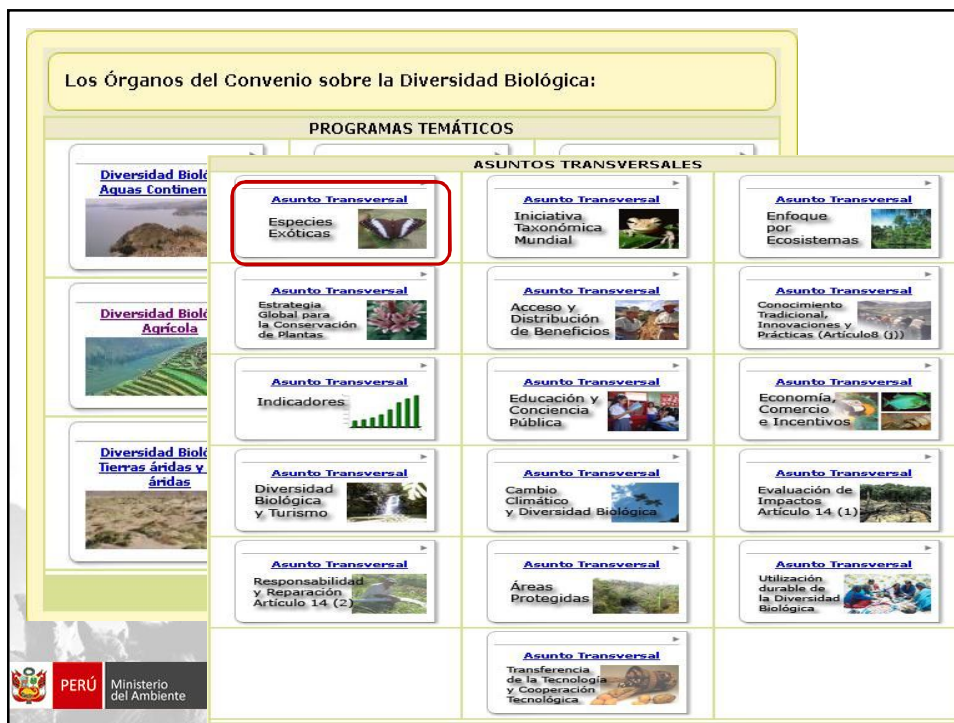 Los Órganos del Convenio sobre la Diversidad Biológica:
PROGRAMAS TEMÁTICOS
Diversidad Bioló
Aguas Continen
Diversidad Bioló
Agrícola
Diversidad Bioló
Tierras áridas y
áridas
ASUNTOS TRANSVERSALES
Asunto Transversal
Especies
Exóticas
Asunto Transversal
Iniciativa
Taxonómica
Mundial
Asunto Transversal
Enfoque
por
Ecosistemas
Asunto Transversal
Estrategia
Global para
la Conservación
de Plantas
Asunto Transversal
Acceso y
Distribución
de Beneficios
Asunto Transversal
Conocimiento
Tradicional,
Innovaciones y
Prácticas (Artículo8 (j))
Asunto Transversal
Indicadores
Asunto Transversal
Educación y
Conciencia
Pública
Asunto Transversal
Economía,
Comercio
e Incentivos
Asunto Transversal
Diversidad
Biológica
y Turismo
Asunto Transversal
Cambio
Climático
y Diversidad Biológica
Asunto Transversal
Evaluación de
Impactos
Artículo 14 (1)
Asunto Transversal
Responsabilidad
y Reparación
Artículo 14 (2)
Asunto Transversal
Áreas
Protegidas
Asunto Transversal
Utilización
durable de
la Diversidad
Biológica
Asunto Transversal
Transferencia
de la Tecnología
y Cooperación
Tecnológica
PERÚ
Ministerio
del Ambiente